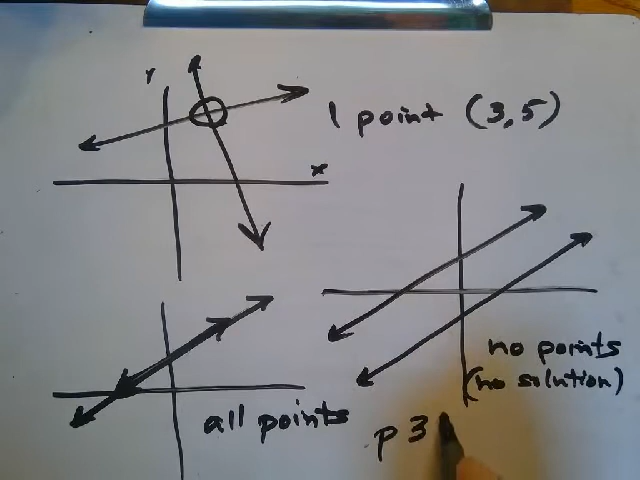 Y
1 point (3,5)
x
no points
(no solution)
all points
p 3